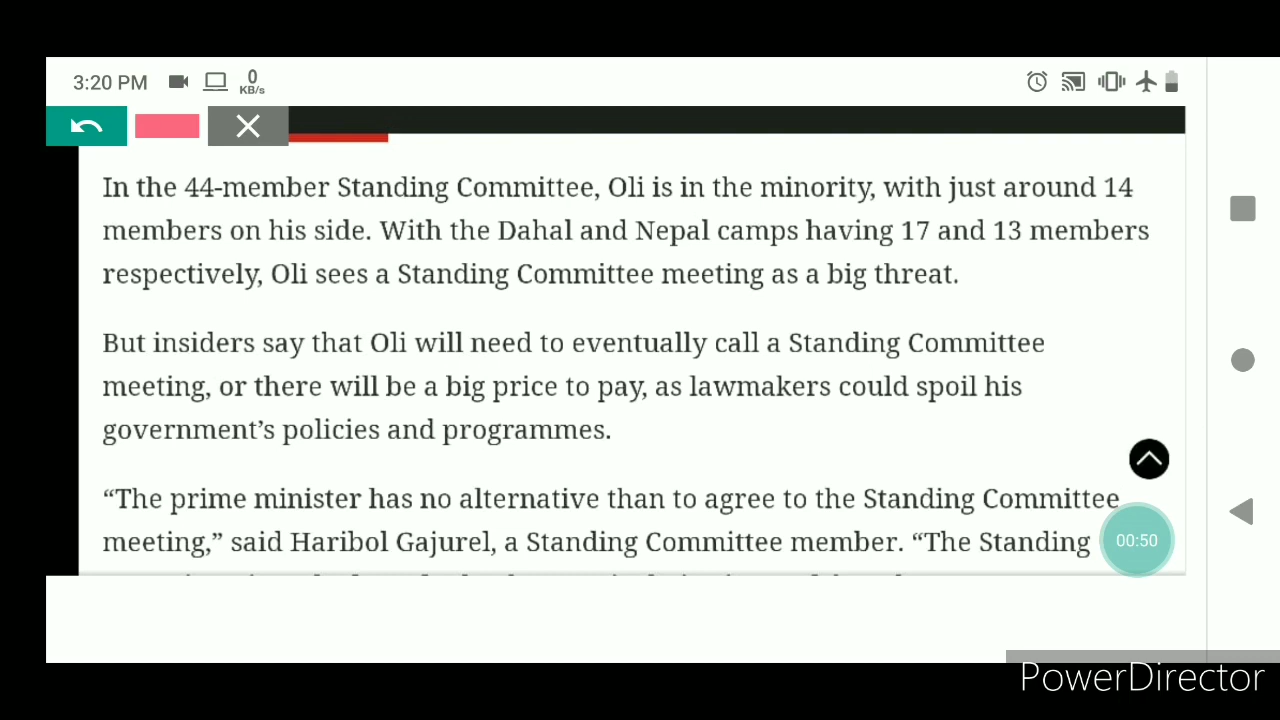 3:20 PM
0
KB/s
In the 44-member Standing Committee, Oli is in the minority, with just around 14
members on his side. With the Dahal and Nepal camps having 17 and 13 members
respectively, Oli sees a Standing Committee meeting as a big threat.
But insiders say that Oli will need to eventually call a Standing Committee
meeting, or there will be a big price to pay, as lawmakers could spoil his
government’s policies and programmes.
“The prime minister has no alternative than to agree to the Standing Committee
meeting,” said Haribol Gajurel, a Standing Committee member. “The Standing
00:50
PowerDirector